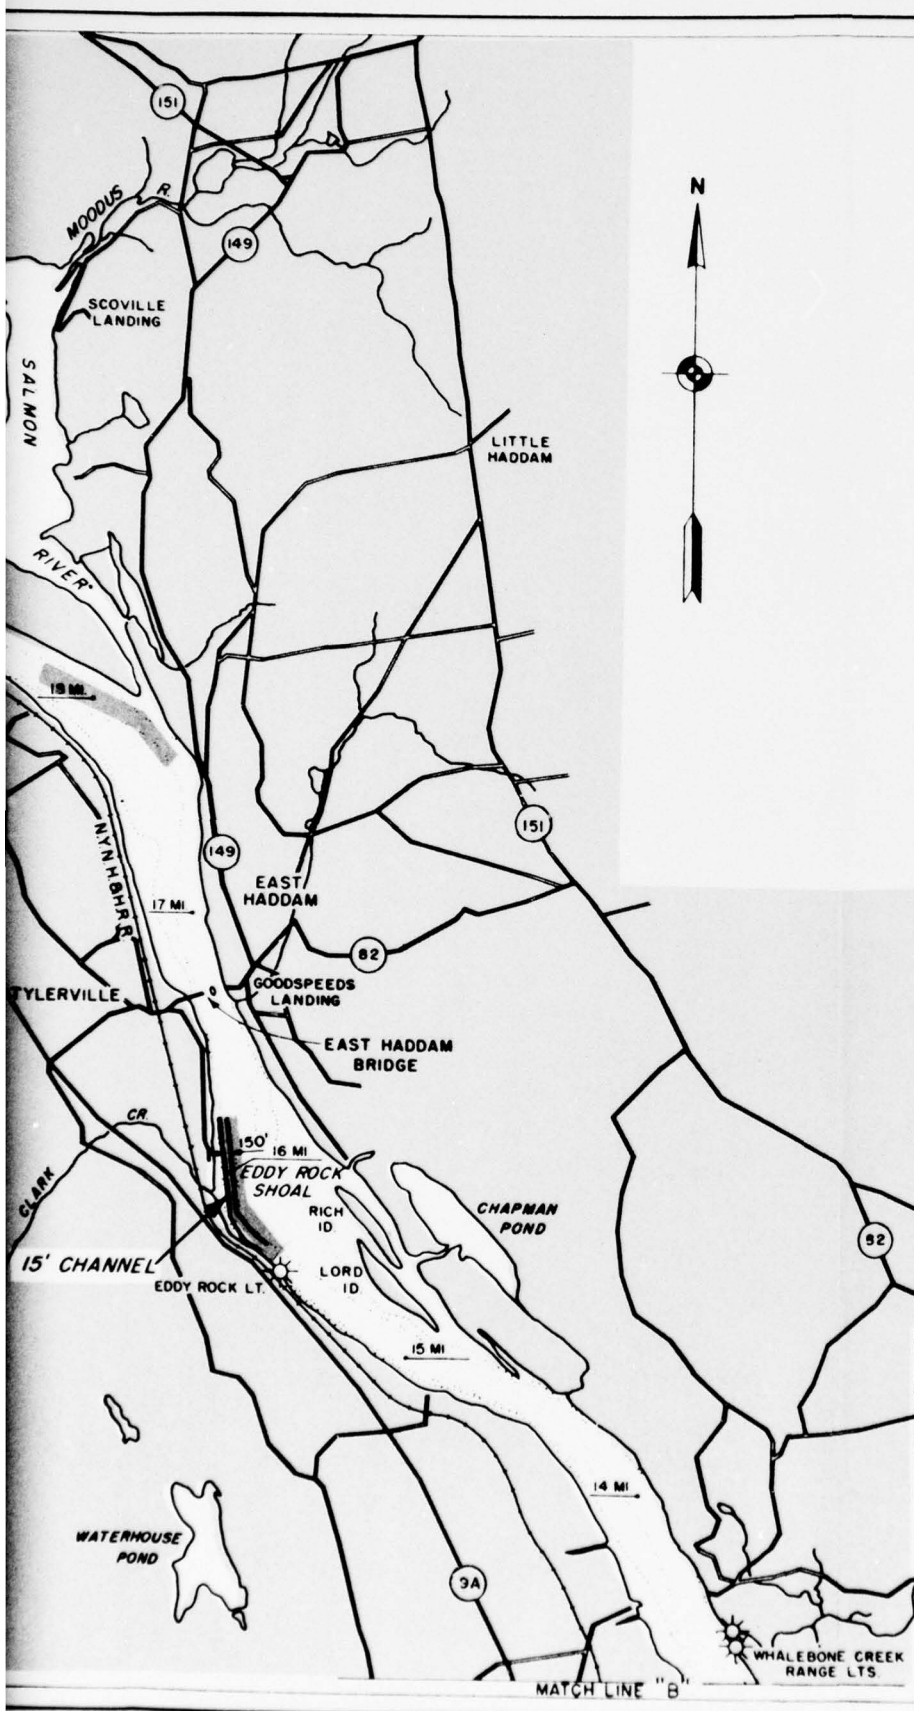 151
MOODUS R.
149
SCOVILLE
LANDING
N
SALMON
LITTLE
HADDAM
RIVER
18 MI.
N.Y.N.H.&H.R.R.
149
151
EAST
HADDAM
17 MI.
82
GOODSPEEDS
LANDING
TYLERVILLE
EAST HADDAM
BRIDGE
CLARK CR.
150'
16 MI
EDDY ROCK
SHOAL
RICH
ID.
CHAPMAN
POND
82
15' CHANNEL
EDDY ROCK LT.
LORD
ID.
15 MI
14 MI
WATERHOUSE
POND
9A
WHALEBONE CREEK
RANGE LTS.
MATCH LINE "B"